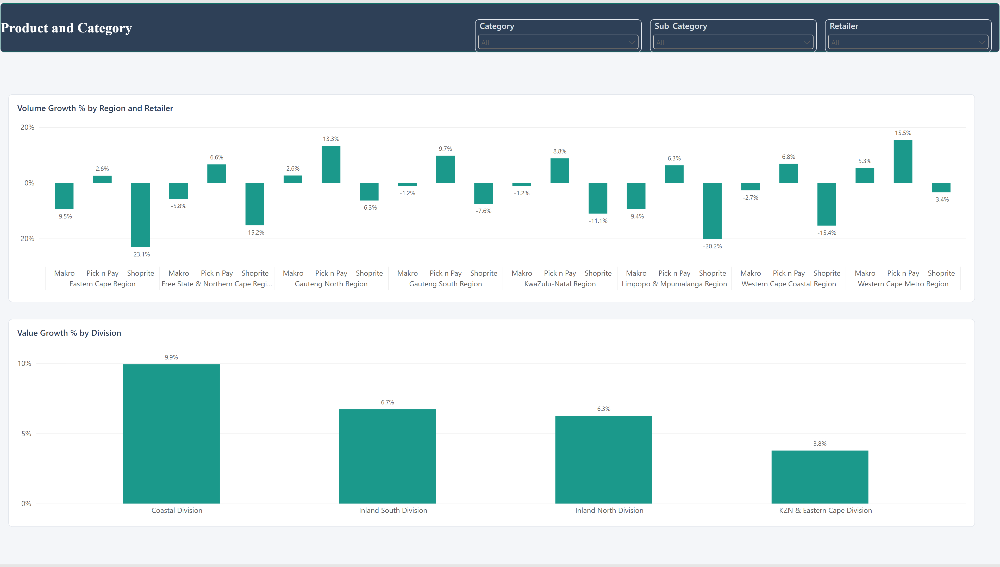 Product and Category
Category
Sub_Category
Retailer
All
All
All
Volume Growth % by Region and Retailer
20%
0%
-20%
-9.5%
2.6%
-23.1%
-5.8%
6.6%
-15.2%
2.6%
13.3%
-6.3%
-1.2%
9.7%
-7.6%
-1.2%
8.8%
-11.1%
-9.4%
6.3%
-20.2%
-2.7%
6.8%
-15.4%
5.3%
15.5%
-3.4%
Makro Pick n Pay Shoprite Makro Pick n Pay Shoprite Makro Pick n Pay Shoprite Makro Pick n Pay Shoprite Makro Pick n Pay Shoprite Makro Pick n Pay Shoprite Makro Pick n Pay Shoprite Makro Pick n Pay Shoprite
Eastern Cape Region Free State & Northern Cape Regi... Gauteng North Region Gauteng South Region KwaZulu-Natal Region Limpopo & Mpumalanga Region Western Cape Coastal Region Western Cape Metro Region
Value Growth % by Division
10%
5%
0%
9.9%
6.7%
6.3%
3.8%
Coastal Division Inland South Division Inland North Division KZN & Eastern Cape Division